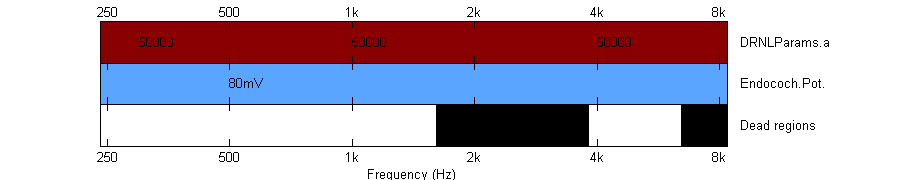 250 500 1k 2k 4k 8k
50000 50000 50000 DRNLParams.a
80mV Endococh.Pot.
Dead regions
250 500 1k 2k 4k 8k
Frequency (Hz)